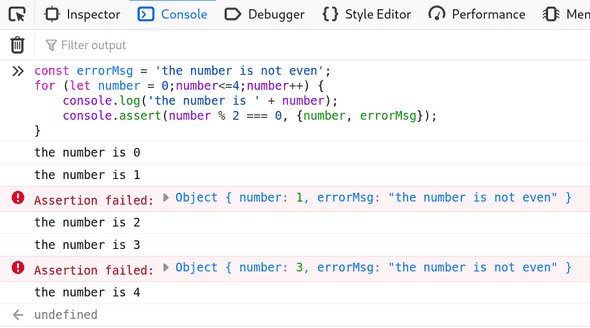 Inspector Console Debugger Style Editor Performance Mem
Filter output
const errorMsg = 'the number is not even';
for (let number = 0;number<=4;number++) {
    console.log('the number is ' + number);
    console.assert(number % 2 === 0, {number, errorMsg});
}
the number is 0
the number is 1
Assertion failed: Object { number: 1, errorMsg: "the number is not even" }
the number is 2
the number is 3
Assertion failed: Object { number: 3, errorMsg: "the number is not even" }
the number is 4
undefined